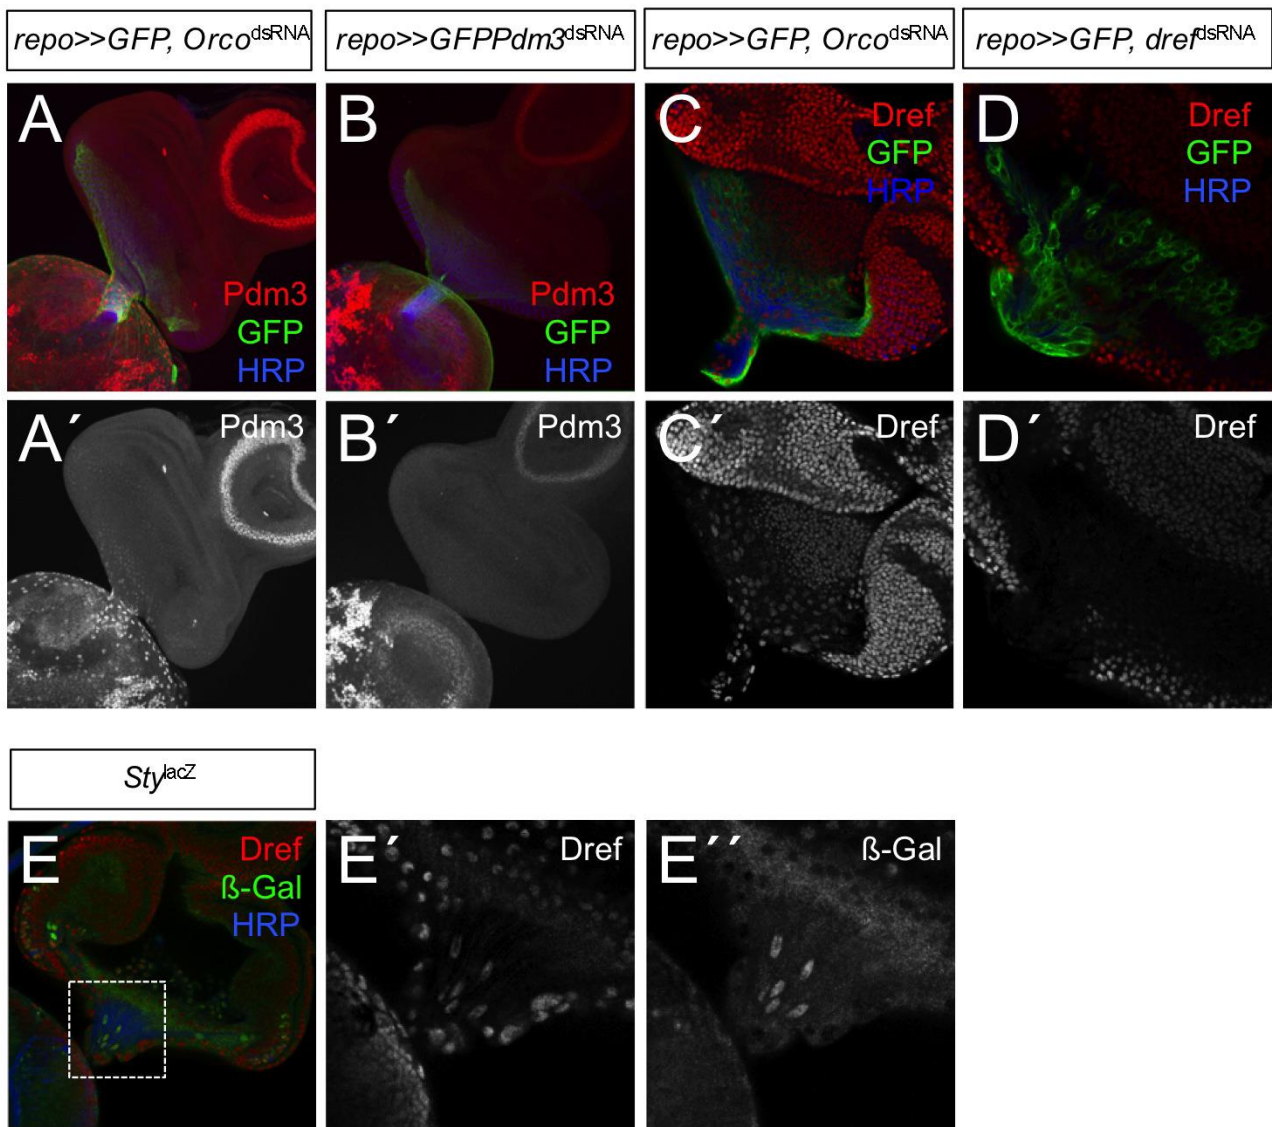 repo>>GFP, Orco dsRNA
repo>>GFPPdm3 dsRNA
repo>>GFP, Orco dsRNA
repo>>GFP, dref dsRNA
A
Pdm3
GFP
HRP
B
Pdm3
GFP
HRP
C
Dref
GFP
HRP
D
Dref
GFP
HRP
A´
Pdm3
B´
Pdm3
C´
Dref
D´
Dref
Sty lacZ
E
Dref
ß-Gal
HRP
E´
Dref
E´´
ß-Gal